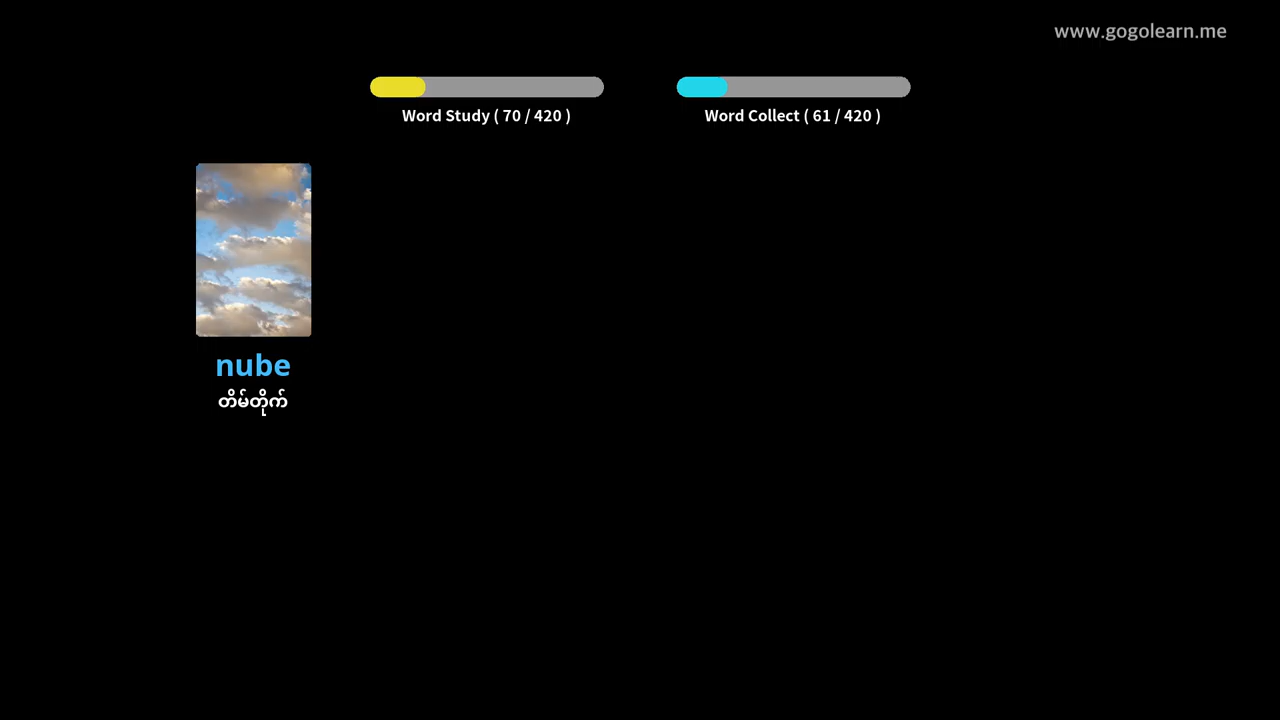 www.gogolearn.me
Word Study ( 70 / 420 )
Word Collect ( 61 / 420 )
nube
တိမ်တိုက်